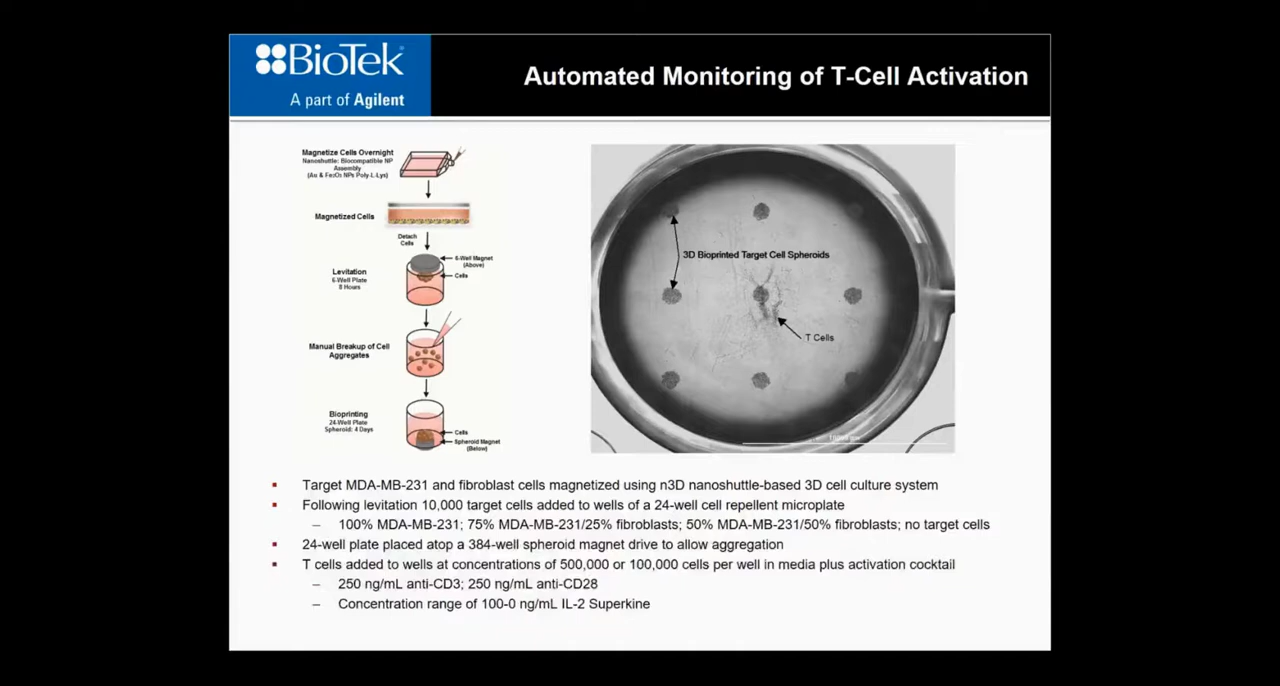 BioTek
A part of Agilent
Automated Monitoring of T-Cell Activation
Magnetize Cells Overnight
Nanoshuttle: Biocompatible NP
Assembly
(Au & Fe₂O₃ NPs Poly-L-Lys)
Magnetized Cells
Detach
Cells
6-Well Magnet
(Above)
Cells
Levitation
6-Well Plate
8 Hours
Manual Breakup of Cell
Aggregates
Bioprinting
24-Well Plate
Spheroid: 4 Days
Cells
Spheroid Magnet
(Below)
3D Bioprinted Target Cell Spheroids
T Cells
▪ Target MDA-MB-231 and fibroblast cells magnetized using n3D nanoshuttle-based 3D cell culture system
▪ Following levitation 10,000 target cells added to wells of a 24-well cell repellent microplate
– 100% MDA-MB-231; 75% MDA-MB-231/25% fibroblasts; 50% MDA-MB-231/50% fibroblasts; no target cells
▪ 24-well plate placed atop a 384-well spheroid magnet drive to allow aggregation
▪ T cells added to wells at concentrations of 500,000 or 100,000 cells per well in media plus activation cocktail
– 250 ng/mL anti-CD3; 250 ng/mL anti-CD28
– Concentration range of 100-0 ng/mL IL-2 Superkine